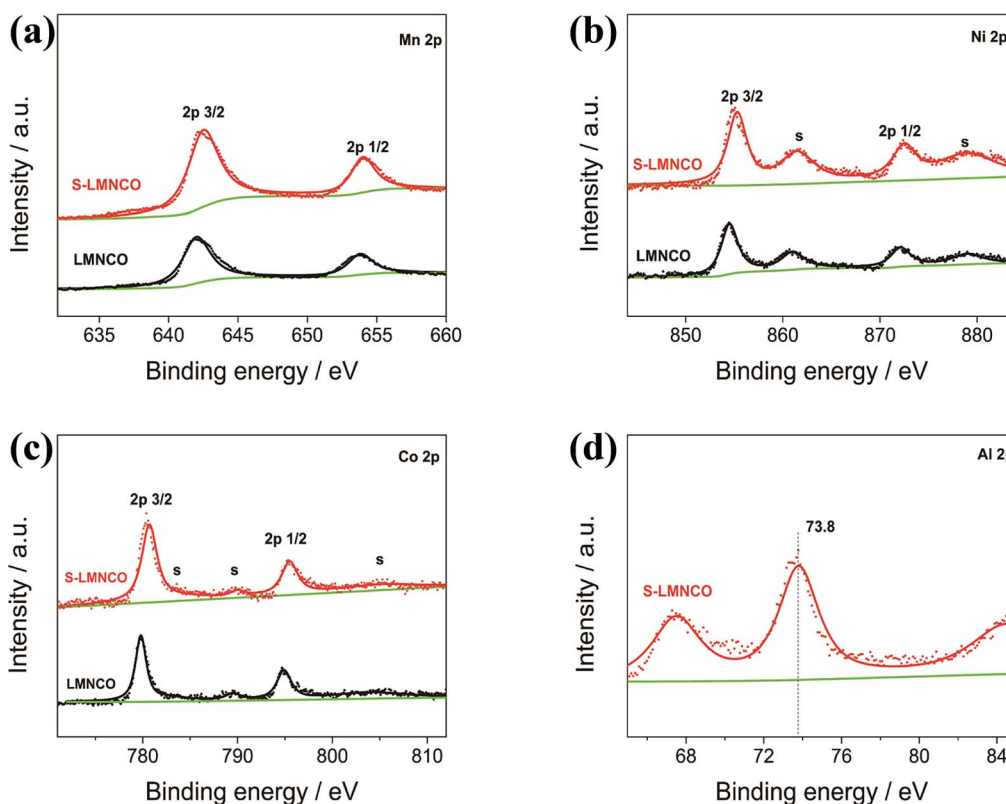 (a)
Mn 2p
2p 3/2
2p 1/2
S-LMNCO
LMNCO
Intensity / a.u.
635 640 645 650 655 660
Binding energy / eV
(b)
Ni 2p
2p 3/2
s
2p 1/2
s
S-LMNCO
LMNCO
Intensity / a.u.
850 860 870 880
Binding energy / eV
(c)
Co 2p
2p 3/2
s
s
2p 1/2
s
S-LMNCO
LMNCO
Intensity / a.u.
780 790 800 810
Binding energy / eV
(d)
Al 2p
73.8
S-LMNCO
Intensity / a.u.
68 72 76 80 84
Binding energy / eV